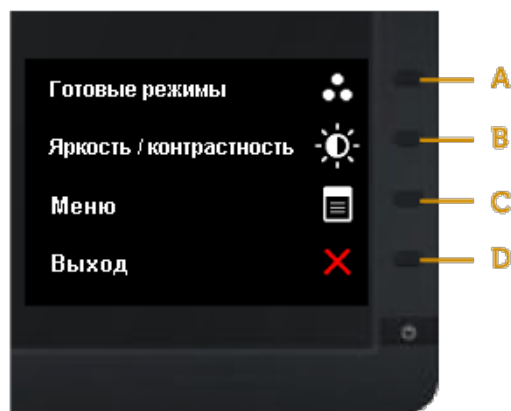 Готовые режимы
A
Яркость / контрастность
B
Меню
C
Выход
D